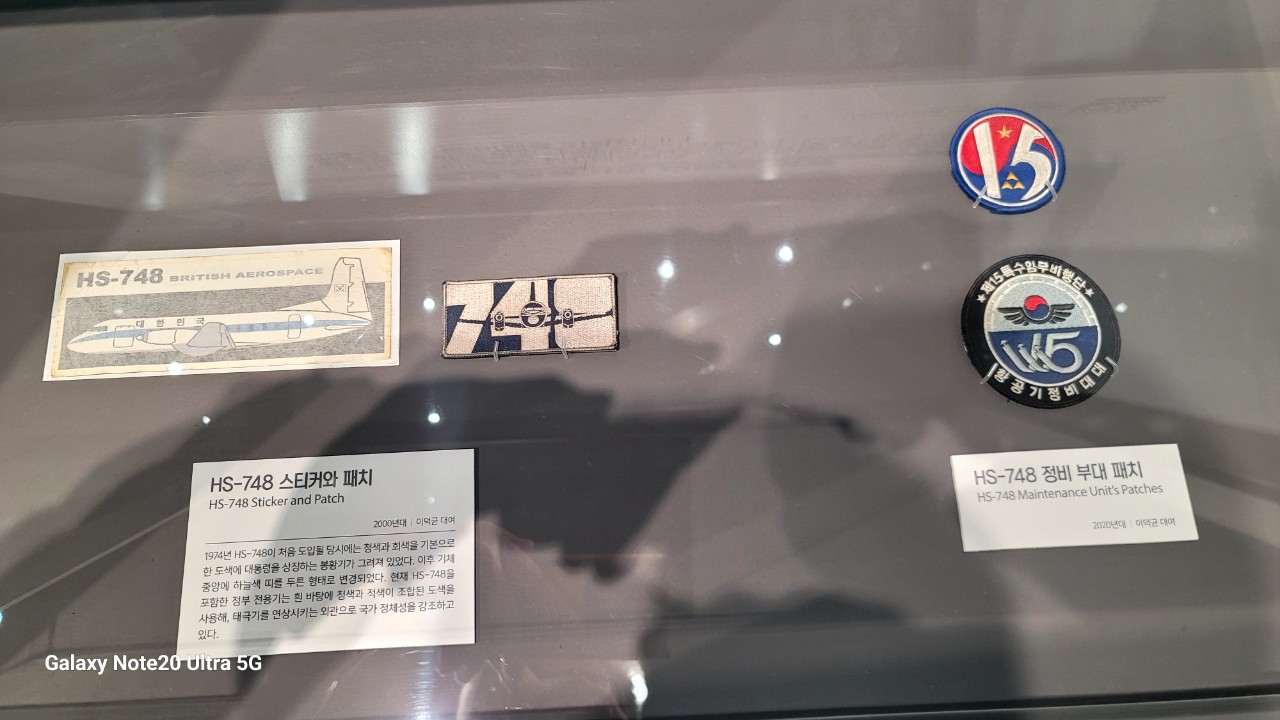 HS-748 BRITISH AEROSPACE
대한민국
748
15
★제15특수임무비행단★
항공기정비대대
HS-748 스티커와 패치
HS-748 Sticker and Patch
2000년대 | 이덕균 대여
1974년 HS-748이 처음 도입될 당시에는 청색과 회색을 기본으로
한 도색에 대통령을 상징하는 봉황기가 그려져 있었다. 이후 기체
중앙에 하늘색 띠를 두른 형태로 변경되었다. 현재 HS-748을
포함한 정부 전용기는 흰 바탕에 청색과 적색이 조합된 도색을
사용해, 태극기를 연상시키는 외관으로 국가 정체성을 강조하고
있다.
HS-748 정비 부대 패치
HS-748 Maintenance Unit's Patches
2020년대 | 이덕균 대여
Galaxy Note20 Ultra 5G